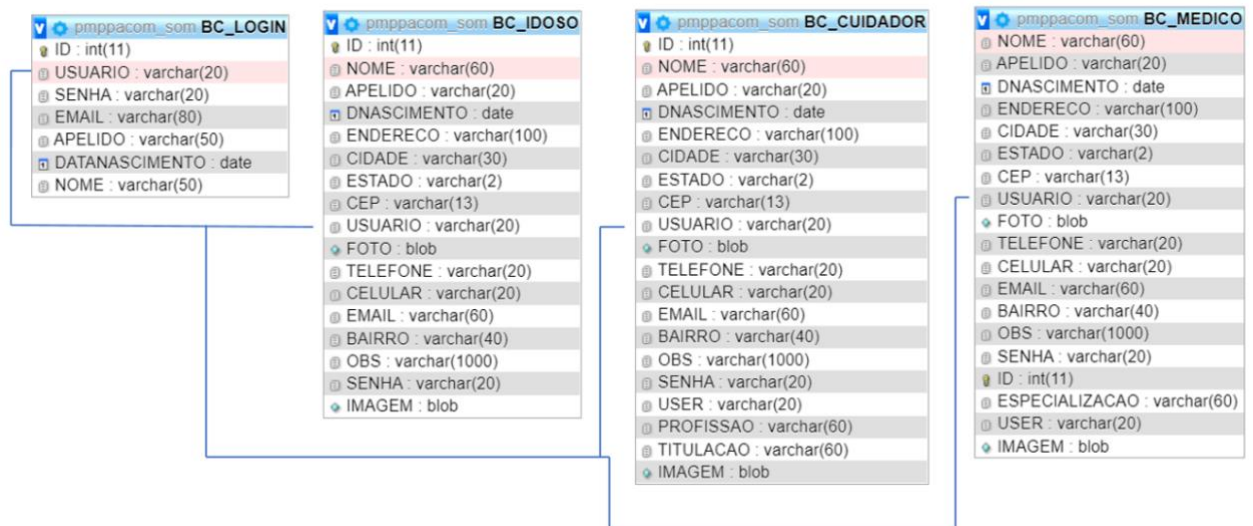 V pmppacom_som BC_LOGIN
ID : int(11)
USUARIO : varchar(20)
SENHA : varchar(20)
EMAIL : varchar(80)
APELIDO : varchar(50)
DATANASCIMENTO : date
NOME : varchar(50)
V pmppacom_som BC_IDOSO
ID : int(11)
NOME : varchar(60)
APELIDO : varchar(20)
DNASCIMENTO : date
ENDERECO : varchar(100)
CIDADE : varchar(30)
ESTADO : varchar(2)
CEP : varchar(13)
USUARIO : varchar(20)
FOTO : blob
TELEFONE : varchar(20)
CELULAR : varchar(20)
EMAIL : varchar(60)
BAIRRO : varchar(40)
OBS : varchar(1000)
SENHA : varchar(20)
IMAGEM : blob
V pmppacom_som BC_CUIDADOR
ID : int(11)
NOME : varchar(60)
APELIDO : varchar(20)
DNASCIMENTO : date
ENDERECO : varchar(100)
CIDADE : varchar(30)
ESTADO : varchar(2)
CEP : varchar(13)
USUARIO : varchar(20)
FOTO : blob
TELEFONE : varchar(20)
CELULAR : varchar(20)
EMAIL : varchar(60)
BAIRRO : varchar(40)
OBS : varchar(1000)
SENHA : varchar(20)
USER : varchar(20)
PROFISSAO : varchar(60)
TITULACAO : varchar(60)
IMAGEM : blob
V pmppacom_som BC_MEDICO
NOME : varchar(60)
APELIDO : varchar(20)
DNASCIMENTO : date
ENDERECO : varchar(100)
CIDADE : varchar(30)
ESTADO : varchar(2)
CEP : varchar(13)
USUARIO : varchar(20)
FOTO : blob
TELEFONE : varchar(20)
CELULAR : varchar(20)
EMAIL : varchar(60)
BAIRRO : varchar(40)
OBS : varchar(1000)
SENHA : varchar(20)
ID : int(11)
ESPECIALIZACAO : varchar(60)
USER : varchar(20)
IMAGEM : blob